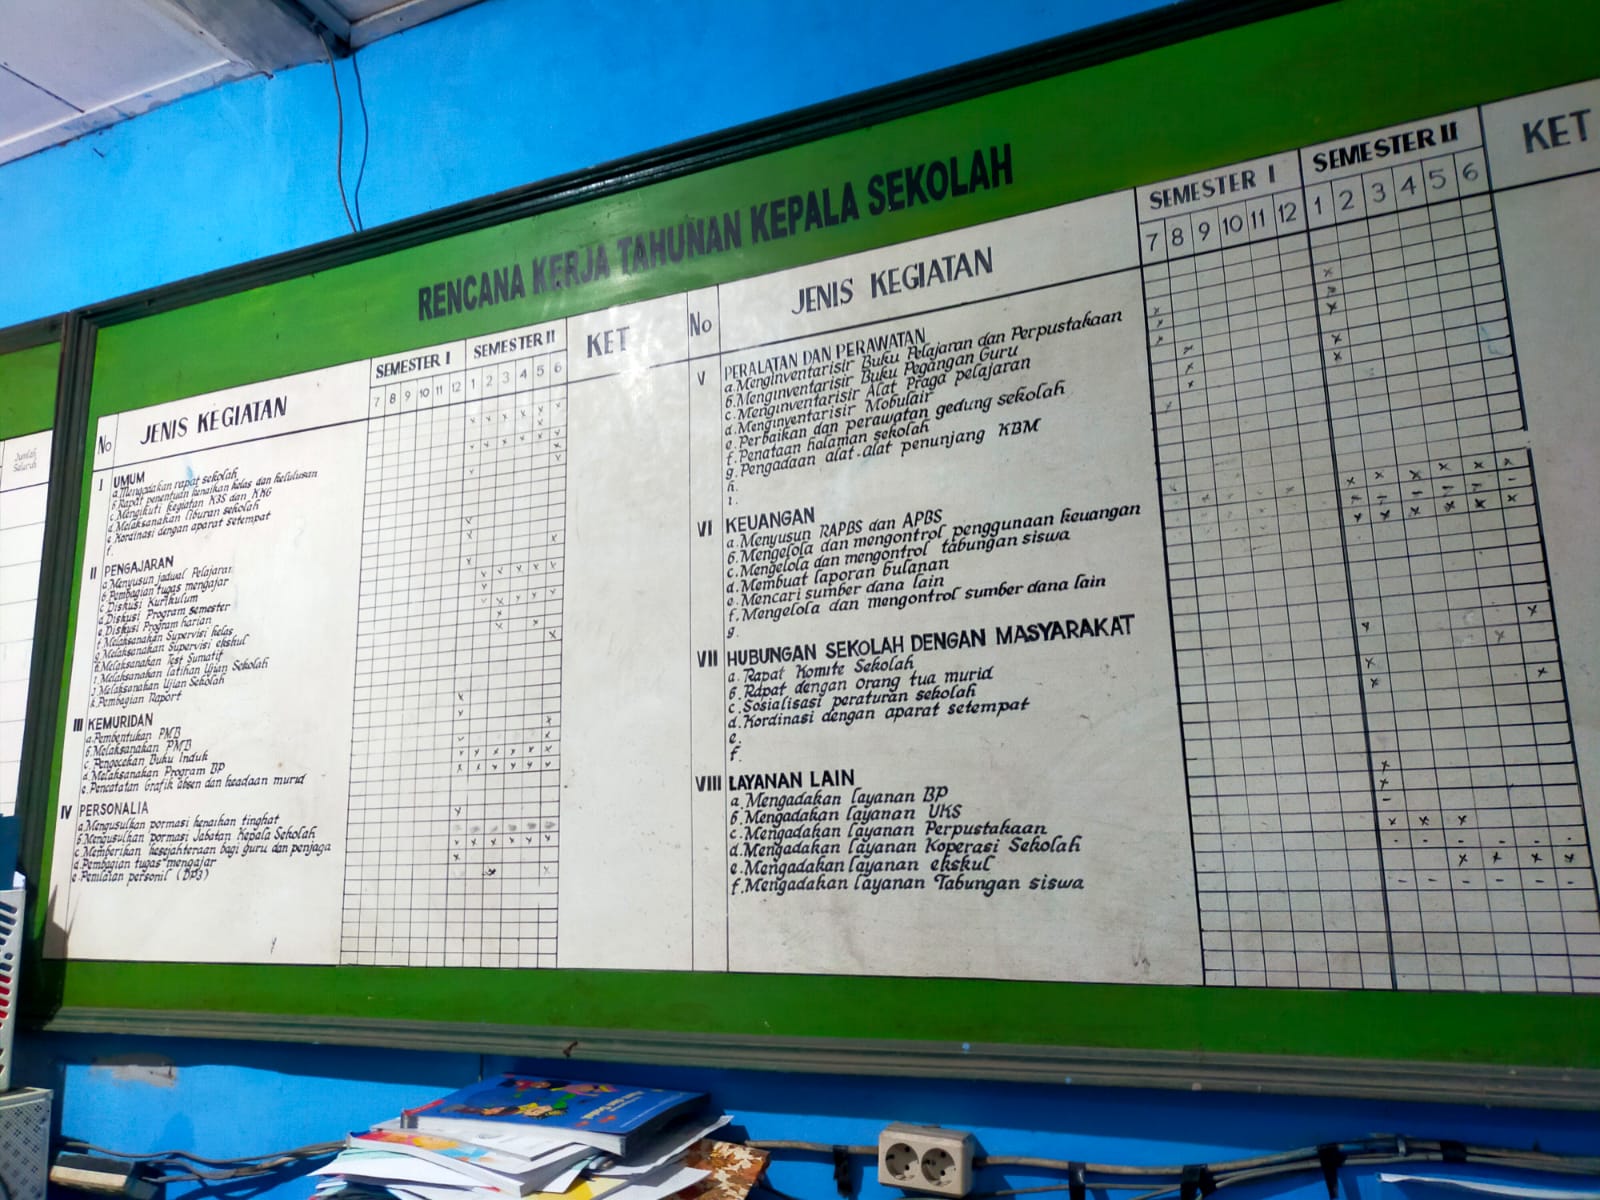 Jumlah
Seluruh
RENCANA KERJA TAHUNAN KEPALA SEKOLAH
No JENIS KEGIATAN SEMESTER I SEMESTER II KET
7 8 9 10 11 12 1 2 3 4 5 6
I UMUM
a. Mengadakan rapat sekolah
b. Rapat penentuan kenaikan kelas dan kelulusan
c. Mengikuti kegiatan K3S dan KKG
d. Melaksanakan liburan sekolah
e. Kordinasi dengan aparat setempat
f.
II PENGAJARAN
a. Menyusun jadwal Pelajaran
b. Pembagian tugas mengajar
c. Diskusi Kurikulum
d. Diskusi Program semester
e. Diskusi Program harian
f. Melaksanakan Supervisi kelas
g. Melaksanakan Supervisi ekskul
h. Melaksanakan Test Sumatif
i. Melaksanakan latihan Ujian Sekolah
j. Melaksanakan Ujian Sekolah
k. Pembagian Raport
III KEMURIDAN
a. Pembentukan PMB
b. Melaksanakan PMB
c. Pengecekan Buku Induk
d. Melaksanakan Program BP
e. Pencatatan Grafik absen dan keadaan murid
IV PERSONALIA
a. Mengusulkan pormasi kenaikan tingkat
b. Mengusulkan pormasi Jabatan Kepala Sekolah
c. Memberikan kesejahteraan bagi guru dan penjaga
d. Pembagian tugas mengajar
e. Penilaian personil (DP3)
No JENIS KEGIATAN SEMESTER I SEMESTER II KET
7 8 9 10 11 12 1 2 3 4 5 6
V PERALATAN DAN PERAWATAN
a. Menginventarisir Buku Pelajaran dan Perpustakaan
b. Menginventarisir Buku Pegangan Guru
c. Menginventarisir Alat Praga pelajaran
d. Menginventarisir Mobulair
e. Perbaikan dan perawatan gedung sekolah
f. Penataan halaman sekolah
g. Pengadaan alat-alat penunjang KBM
h.
i.
VI KEUANGAN
a. Menyusun RAPBS dan APBS
b. Mengelola dan mengontrol penggunaan keuangan
c. Mengelola dan mengontrol tabungan siswa
d. Membuat laporan bulanan
e. Mencari sumber dana lain
f. Mengelola dan mengontrol sumber dana lain
g.
VII HUBUNGAN SEKOLAH DENGAN MASYARAKAT
a. Rapat Komite Sekolah
b. Rapat dengan orang tua murid
c. Sosialisasi peraturan sekolah
d. Kordinasi dengan aparat setempat
e.
f.
VIII LAYANAN LAIN
a. Mengadakan layanan BP
b. Mengadakan layanan UKS
c. Mengadakan layanan Perpustakaan
d. Mengadakan layanan Koperasi Sekolah
e. Mengadakan layanan ekskul
f. Mengadakan layanan Tabungan siswa